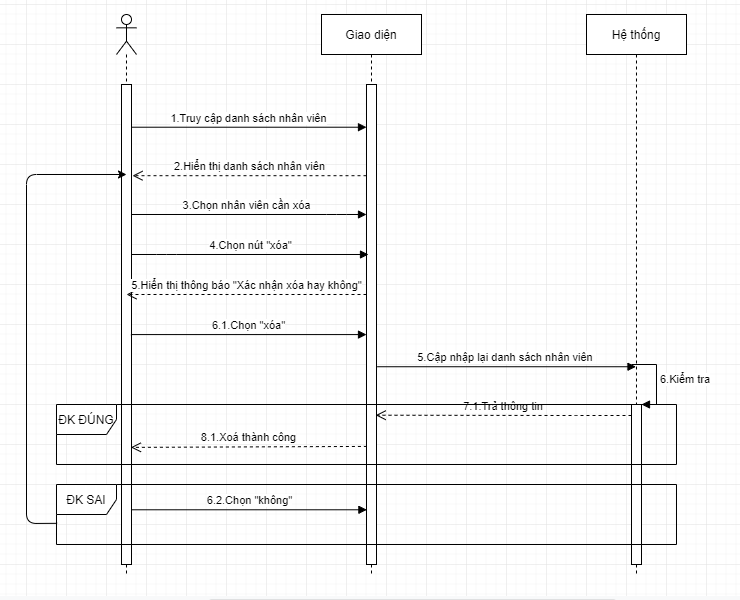 Giao diện
Hệ thống
1.Truy cập danh sách nhân viên
2.Hiển thị danh sách nhân viên
3.Chọn nhân viên cần xóa
4.Chọn nút "xóa"
5.Hiển thị thông báo "Xác nhận xóa hay không"
6.1.Chọn "xóa"
5.Cập nhập lại danh sách nhân viên
6.Kiểm tra
7.1.Trả thông tin
ĐK ĐÚNG
8.1.Xoá thành công
ĐK SAI
6.2.Chọn "không"